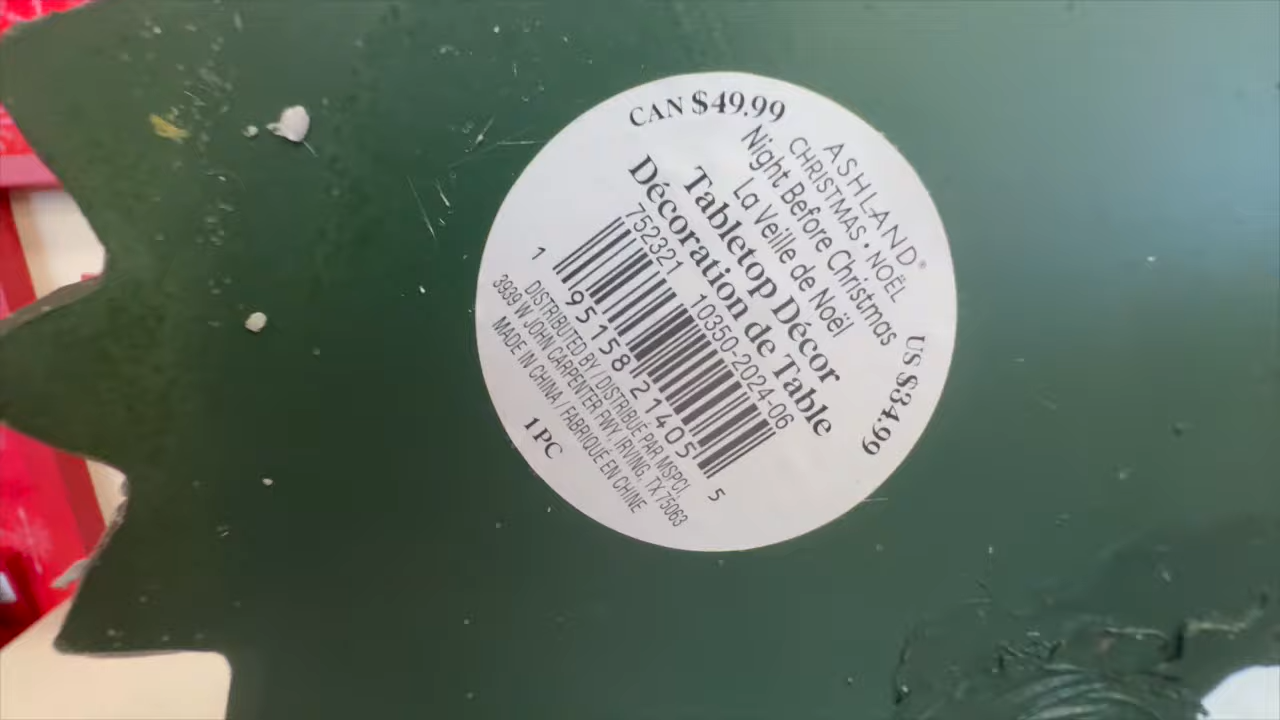 CAN $49.99
ASHLAND®
CHRISTMAS • NOËL
Night Before Christmas
La Veille de Noël
US $34.99
Tabletop Décor
Décoration de Table
752321 10350-2024-06
1 95158 21405 5
DISTRIBUTED BY / DISTRIBUÉ PAR MSPCI,
3939 W JOHN CARPENTER FWY, IRVING, TX 75063
MADE IN CHINA / FABRIQUÉ EN CHINE
1 PC